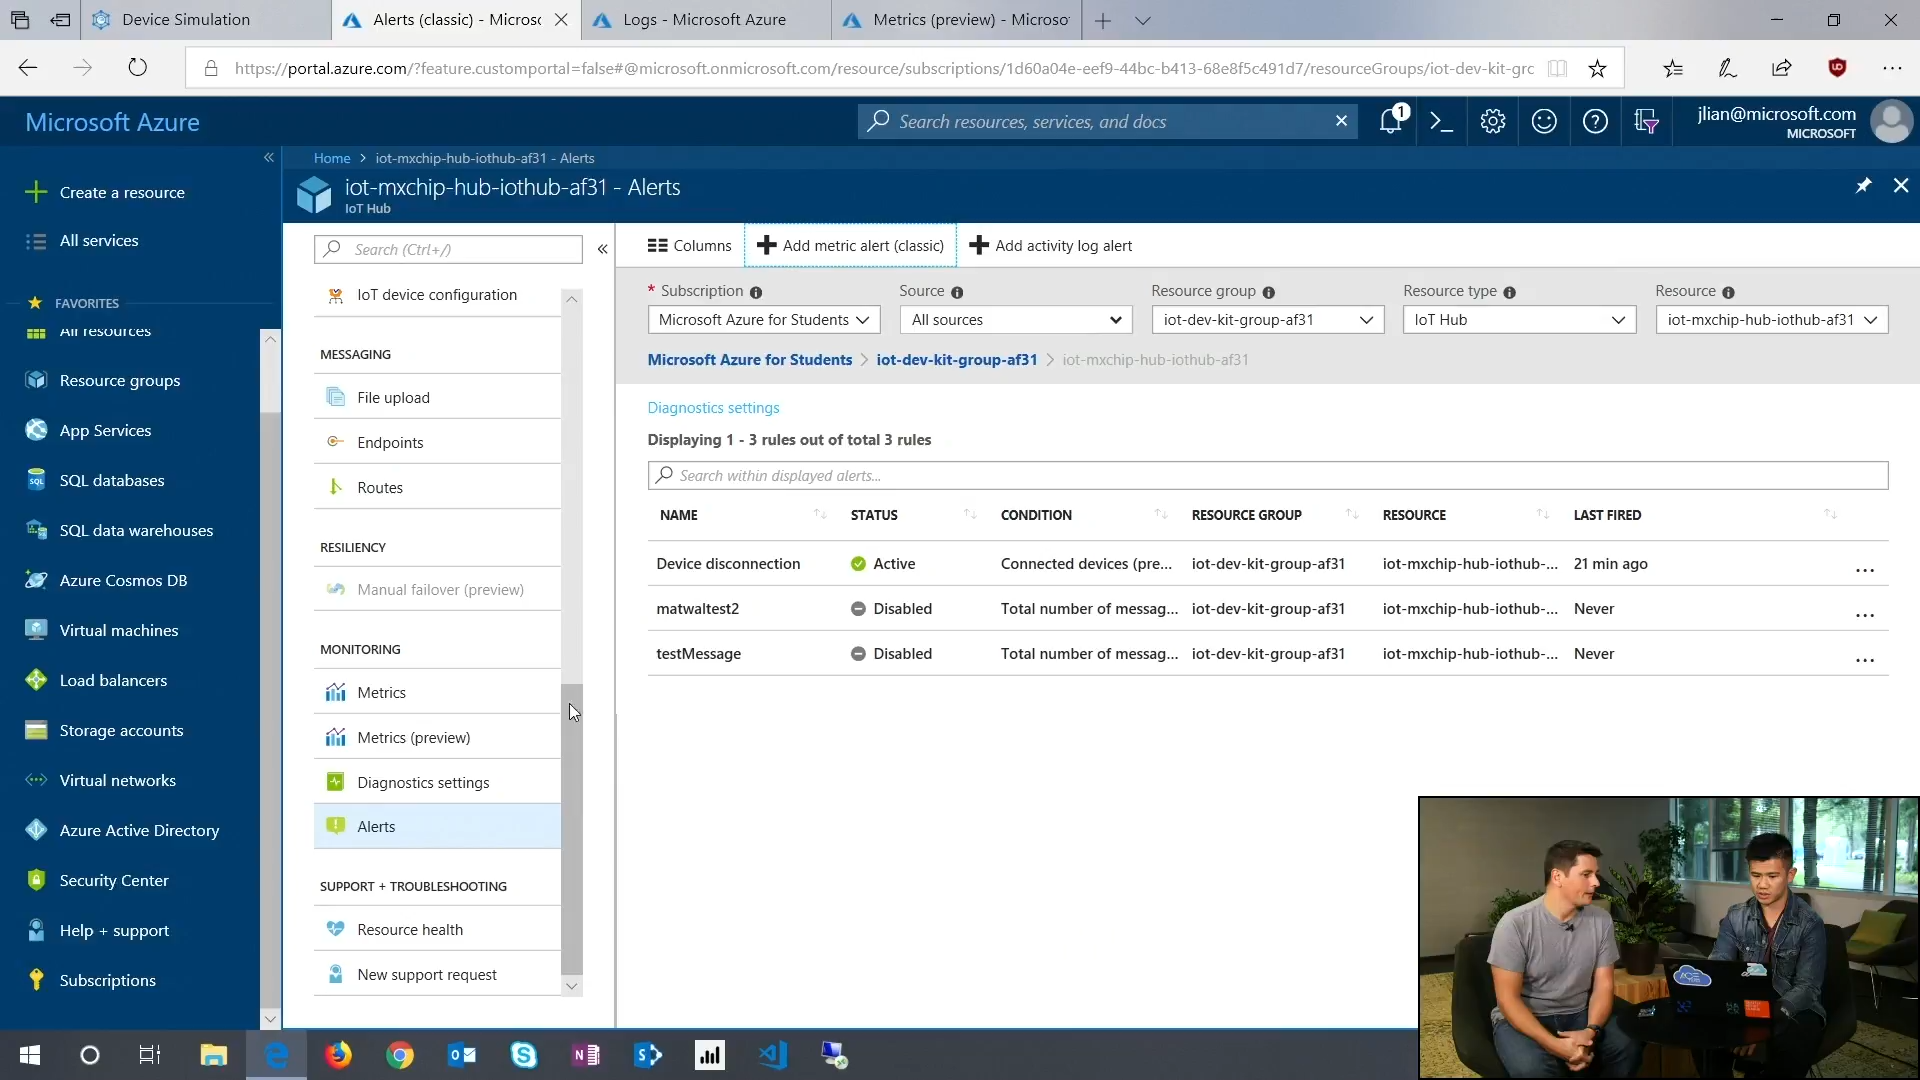 Device Simulation
Alerts (classic) - Microsc
Logs - Microsoft Azure
Metrics (preview) - Microso
https://portal.azure.com/?feature.customportal=false#@microsoft.onmicrosoft.com/resource/subscriptions/1d60a04e-eef9-44bc-b413-68e8f5c491d7/resourceGroups/iot-dev-kit-grc
Microsoft Azure
Search resources, services, and docs
1
jlian@microsoft.com
MICROSOFT
Home > iot-mxchip-hub-iothub-af31 - Alerts
iot-mxchip-hub-iothub-af31 - Alerts
IoT Hub
Create a resource
All services
FAVORITES
All resources
Resource groups
App Services
SQL databases
SQL data warehouses
Azure Cosmos DB
Virtual machines
Load balancers
Storage accounts
Virtual networks
Azure Active Directory
Security Center
Help + support
Subscriptions
Search (Ctrl+/)
IoT device configuration
MESSAGING
File upload
Endpoints
Routes
RESILIENCY
Manual failover (preview)
MONITORING
Metrics
Metrics (preview)
Diagnostics settings
Alerts
SUPPORT + TROUBLESHOOTING
Resource health
New support request
Columns
Add metric alert (classic)
Add activity log alert
* Subscription
Source
Resource group
Resource type
Resource
Microsoft Azure for Students
All sources
iot-dev-kit-group-af31
IoT Hub
iot-mxchip-hub-iothub-af31
Microsoft Azure for Students > iot-dev-kit-group-af31 > iot-mxchip-hub-iothub-af31
Diagnostics settings
Displaying 1 - 3 rules out of total 3 rules
Search within displayed alerts...
NAME STATUS CONDITION RESOURCE GROUP RESOURCE LAST FIRED
Device disconnection Active Connected devices (pre... iot-dev-kit-group-af31 iot-mxchip-hub-iothub-... 21 min ago ...
matwaltest2 Disabled Total number of messag... iot-dev-kit-group-af31 iot-mxchip-hub-iothub-... Never ...
testMessage Disabled Total number of messag... iot-dev-kit-group-af31 iot-mxchip-hub-iothub-... Never ...